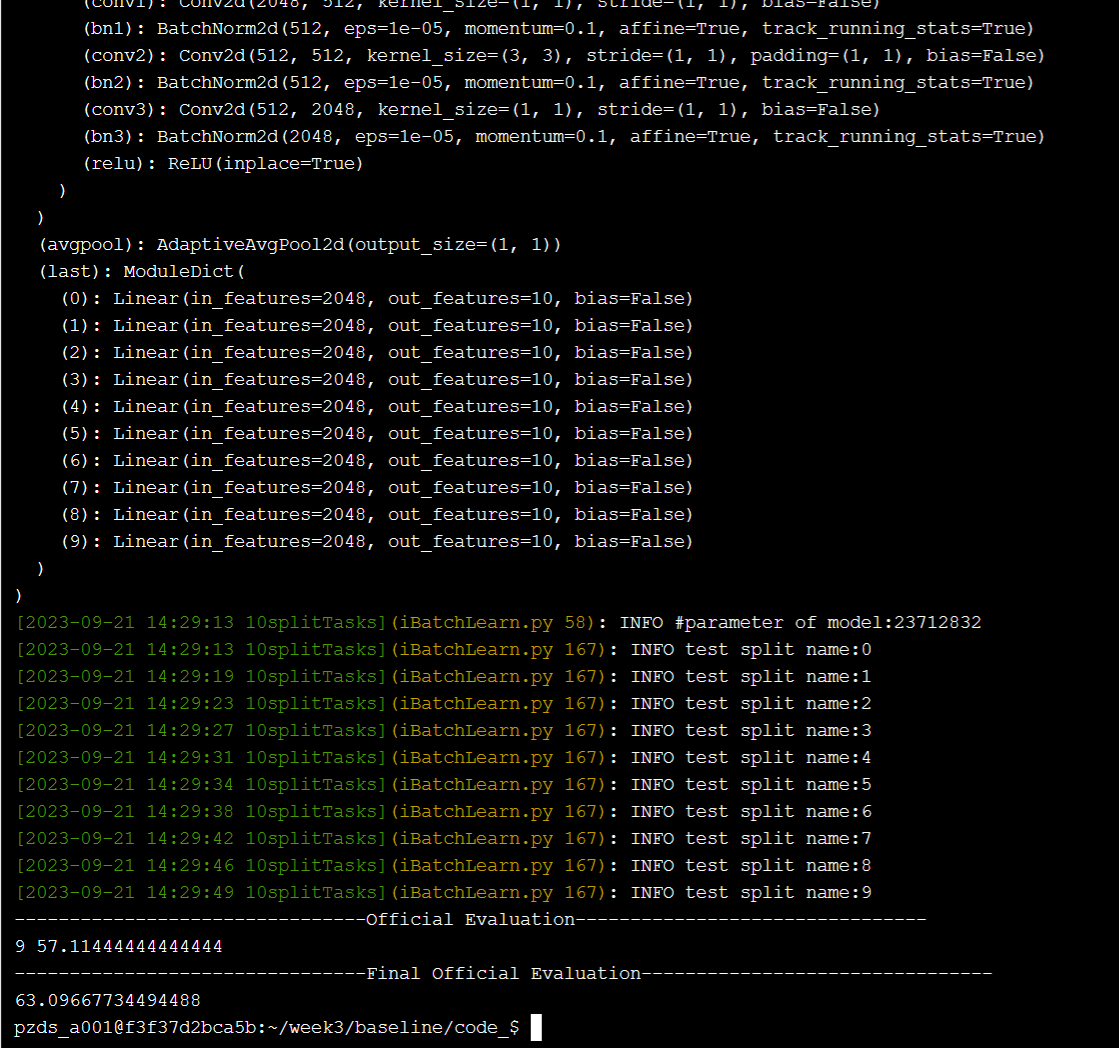 (conv1): Conv2d(2048, 512, kernel_size=(1, 1), stride=(1, 1), bias=False)
(bn1): BatchNorm2d(512, eps=1e-05, momentum=0.1, affine=True, track_running_stats=True)
(conv2): Conv2d(512, 512, kernel_size=(3, 3), stride=(1, 1), padding=(1, 1), bias=False)
(bn2): BatchNorm2d(512, eps=1e-05, momentum=0.1, affine=True, track_running_stats=True)
(conv3): Conv2d(512, 2048, kernel_size=(1, 1), stride=(1, 1), bias=False)
(bn3): BatchNorm2d(2048, eps=1e-05, momentum=0.1, affine=True, track_running_stats=True)
(relu): ReLU(inplace=True)
)
)
(avgpool): AdaptiveAvgPool2d(output_size=(1, 1))
(last): ModuleDict(
(0): Linear(in_features=2048, out_features=10, bias=False)
(1): Linear(in_features=2048, out_features=10, bias=False)
(2): Linear(in_features=2048, out_features=10, bias=False)
(3): Linear(in_features=2048, out_features=10, bias=False)
(4): Linear(in_features=2048, out_features=10, bias=False)
(5): Linear(in_features=2048, out_features=10, bias=False)
(6): Linear(in_features=2048, out_features=10, bias=False)
(7): Linear(in_features=2048, out_features=10, bias=False)
(8): Linear(in_features=2048, out_features=10, bias=False)
(9): Linear(in_features=2048, out_features=10, bias=False)
)
)
[2023-09-21 14:29:13 10splitTasks](iBatchLearn.py 58): INFO #parameter of model:23712832
[2023-09-21 14:29:13 10splitTasks](iBatchLearn.py 167): INFO test split name:0
[2023-09-21 14:29:19 10splitTasks](iBatchLearn.py 167): INFO test split name:1
[2023-09-21 14:29:23 10splitTasks](iBatchLearn.py 167): INFO test split name:2
[2023-09-21 14:29:27 10splitTasks](iBatchLearn.py 167): INFO test split name:3
[2023-09-21 14:29:31 10splitTasks](iBatchLearn.py 167): INFO test split name:4
[2023-09-21 14:29:34 10splitTasks](iBatchLearn.py 167): INFO test split name:5
[2023-09-21 14:29:38 10splitTasks](iBatchLearn.py 167): INFO test split name:6
[2023-09-21 14:29:42 10splitTasks](iBatchLearn.py 167): INFO test split name:7
[2023-09-21 14:29:46 10splitTasks](iBatchLearn.py 167): INFO test split name:8
[2023-09-21 14:29:49 10splitTasks](iBatchLearn.py 167): INFO test split name:9
--------------------------------Official Evaluation--------------------------------
9 57.11444444444444
--------------------------------Final Official Evaluation--------------------------------
63.09667734494488
pzds_a001@f3f37d2bca5b:~/week3/baseline/code_$